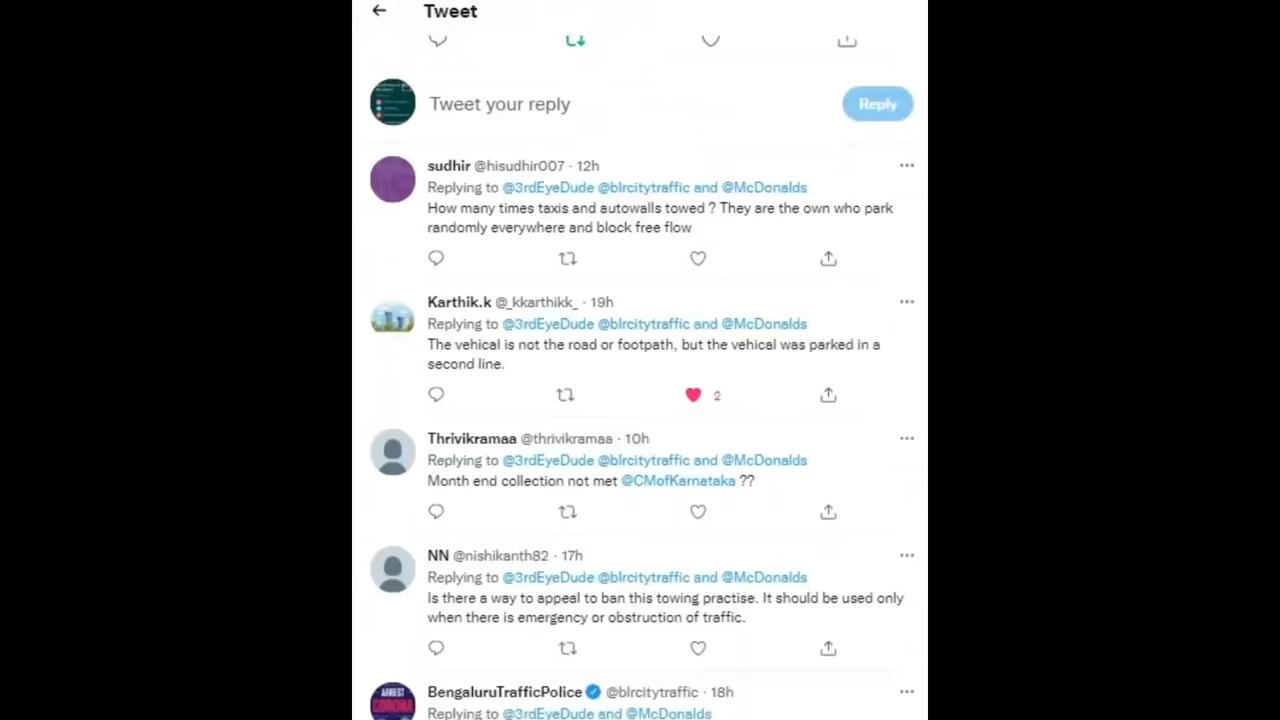 Tweet
Tweet your reply
Reply
sudhir @hisudhir007 · 12h
Replying to @3rdEyeDude @blrcitytraffic and @McDonalds
How many times taxis and autowalls towed ? They are the own who park
randomly everywhere and block free flow
Karthik.k @_kkarthikk_ · 19h
Replying to @3rdEyeDude @blrcitytraffic and @McDonalds
The vehical is not the road or footpath, but the vehical was parked in a
second line.
2
Thrivikramaa @thrivikramaa · 10h
Replying to @3rdEyeDude @blrcitytraffic and @McDonalds
Month end collection not met @CMofKarnataka ??
NN @nishikanth82 · 17h
Replying to @3rdEyeDude @blrcitytraffic and @McDonalds
Is there a way to appeal to ban this towing practise. It should be used only
when there is emergency or obstruction of traffic.
ARREST
CORONA
BengaluruTrafficPolice @blrcitytraffic · 18h
Replying to @3rdEyeDude and @McDonalds